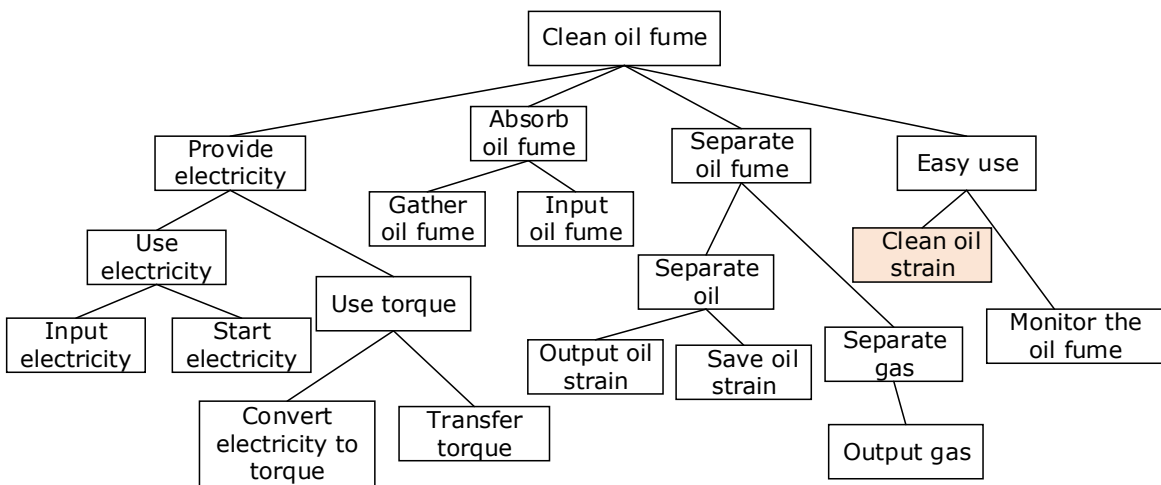 Clean oil fume
Provide
electricity
Absorb
oil fume
Separate
oil fume
Easy use
Use
electricity
Gather
oil fume
Input
oil fume
Clean oil
strain
Separate
oil
Use torque
Input
electricity
Start
electricity
Monitor the
oil fume
Output oil
strain
Save oil
strain
Separate
gas
Convert
electricity to
torque
Transfer
torque
Output gas